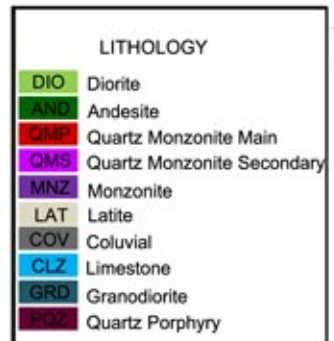 LITHOLOGY
DIO Diorite
AND Andesite
QMP Quartz Monzonite Main
QMS Quartz Monzonite Secondary
MNZ Monzonite
LAT Latite
COV Coluvial
CLZ Limestone
GRD Granodiorite
PQZ Quartz Porphyry